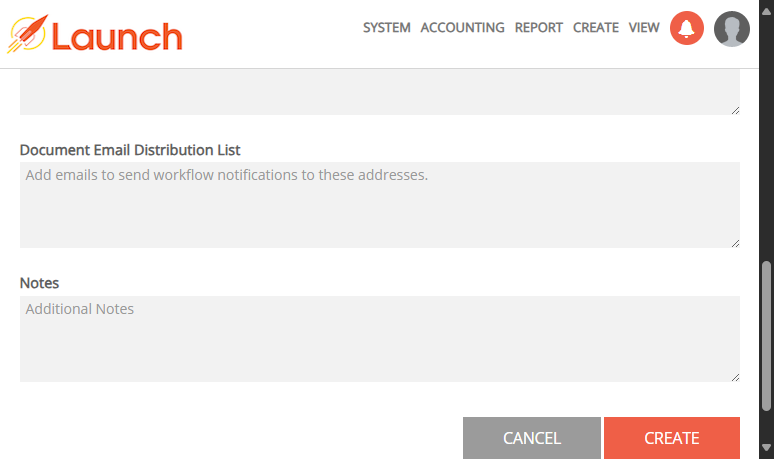 Launch
SYSTEM ACCOUNTING REPORT CREATE VIEW
Document Email Distribution List
Add emails to send workflow notifications to these addresses.
Notes
Additional Notes
CANCEL CREATE